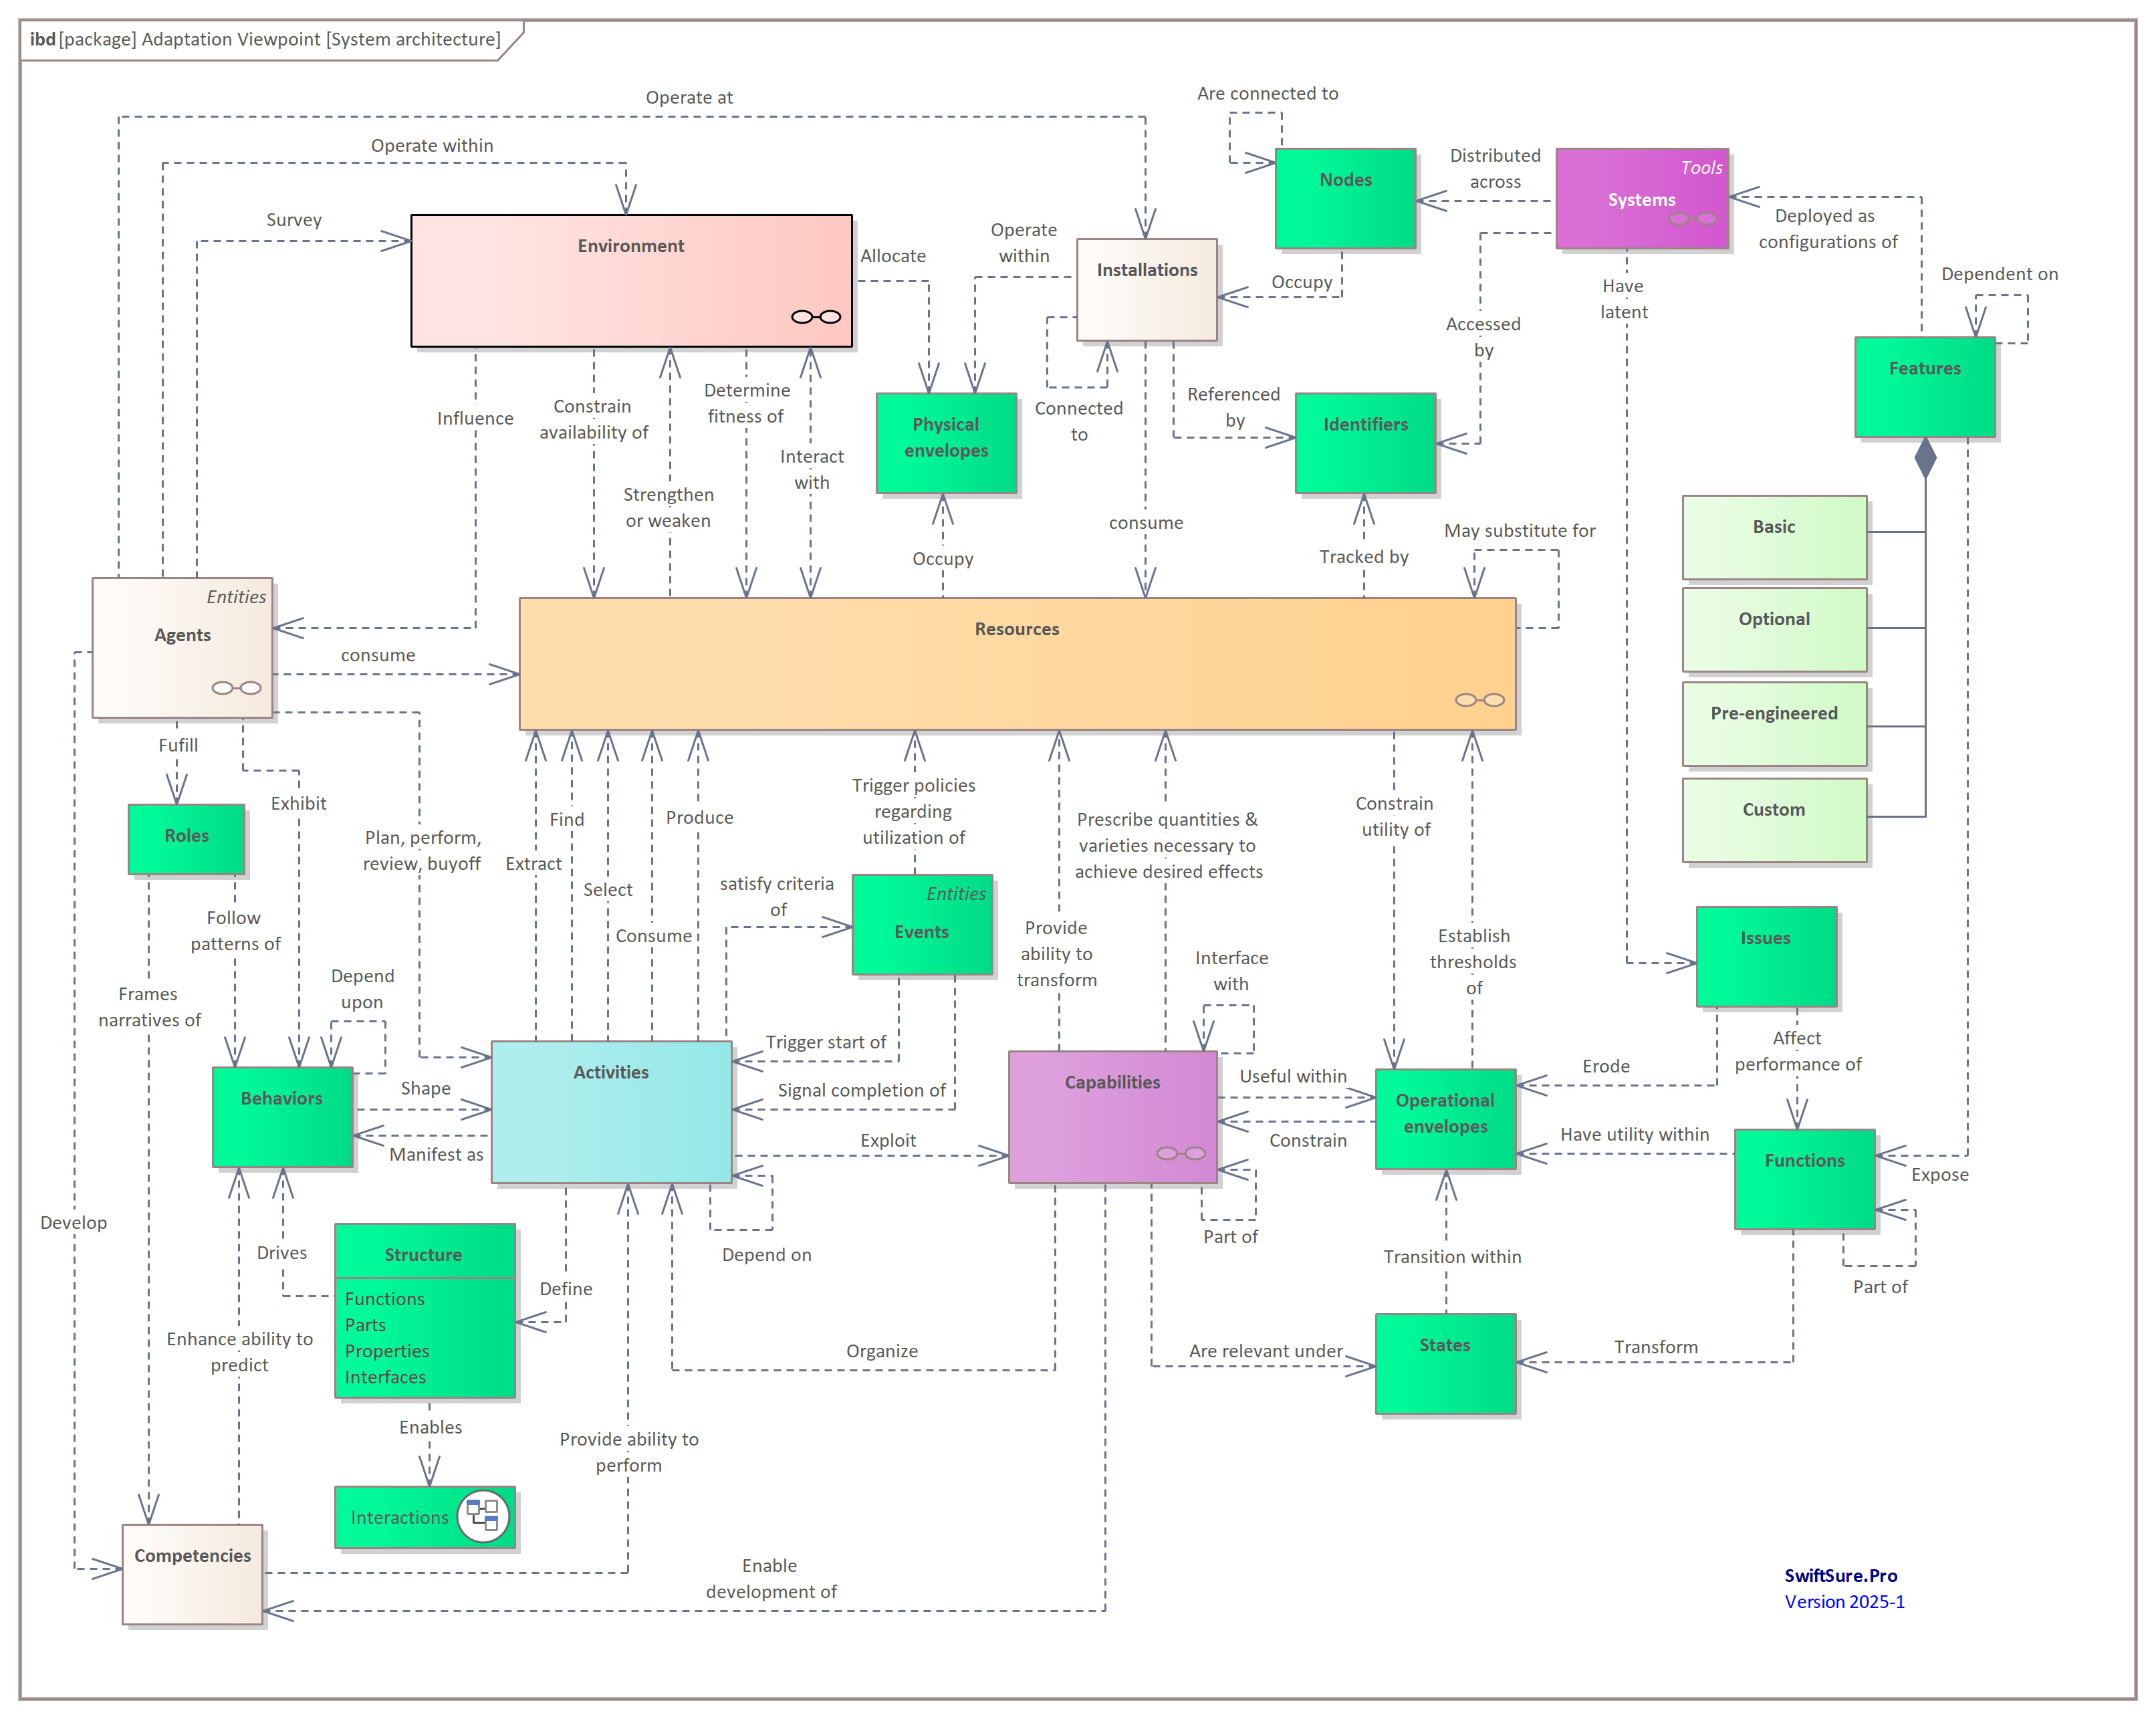 ibd [package] Adaptation Viewpoint [System architecture]
Operate at
Are connected to
Operate within
Nodes
Distributed
across
Tools
Systems
Survey
Environment
Allocate
Operate
within
Installations
Occupy
Deployed as
configurations of
Dependent on
Have
latent
Accessed
by
Features
Influence
Constrain
availability of
Determine
fitness of
Strengthen
or weaken
Interact
with
Physical
envelopes
Connected
to
Referenced
by
Identifiers
consume
Occupy
Tracked by
May substitute for
Basic
Optional
Pre-engineered
Custom
Entities
Agents
consume
Resources
Fufill
Roles
Exhibit
Plan, perform,
review, buyoff
Extract
Find
Select
Consume
Produce
Trigger policies
regarding
utilization of
satisfy criteria
of
Entities
Events
Prescribe quantities &
varieties necessary to
achieve desired effects
Provide
ability to
transform
Constrain
utility of
Establish
thresholds
of
Interface
with
Issues
Follow
patterns of
Frames
narratives of
Depend
upon
Behaviors
Shape
Manifest as
Activities
Trigger start of
Signal completion of
Exploit
Capabilities
Useful within
Constrain
Operational
envelopes
Erode
Affect
performance of
Have utility within
Functions
Expose
Part of
Develop
Drives
Structure
Functions
Parts
Properties
Interfaces
Define
Depend on
Part of
Transition within
Enhance ability to
predict
Organize
Are relevant under
States
Transform
Enables
Provide ability to
perform
Interactions
Competencies
Enable
development of
SwiftSure.Pro
Version 2025-1